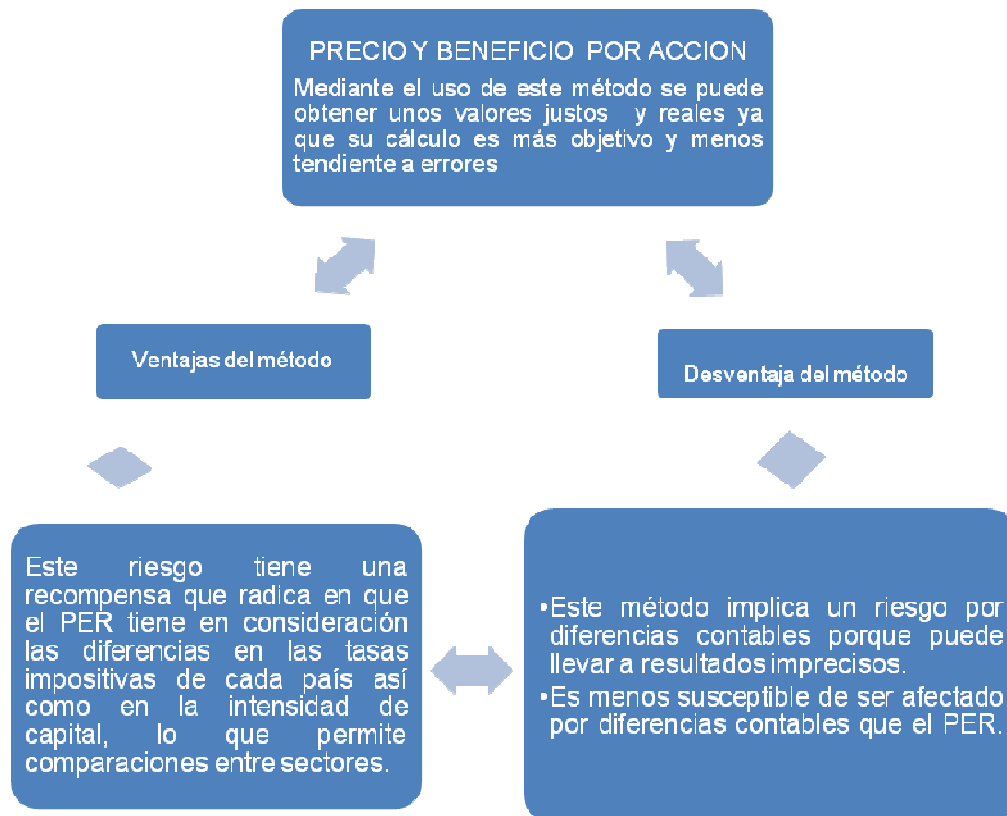 PRECIO Y BENEFICIO POR ACCION
Mediante el uso de este método se puede
obtener unos valores justos y reales ya
que su cálculo es más objetivo y menos
tendiente a errores
Ventajas del método
Desventaja del método
Este riesgo tiene una
recompensa que radica en que
el PER tiene en consideración
las diferencias en las tasas
impositivas de cada país así
como en la intensidad de
capital, lo que permite
comparaciones entre sectores.
•Este método implica un riesgo por
diferencias contables porque puede
llevar a resultados imprecisos.
•Es menos susceptible de ser afectado
por diferencias contables que el PER.